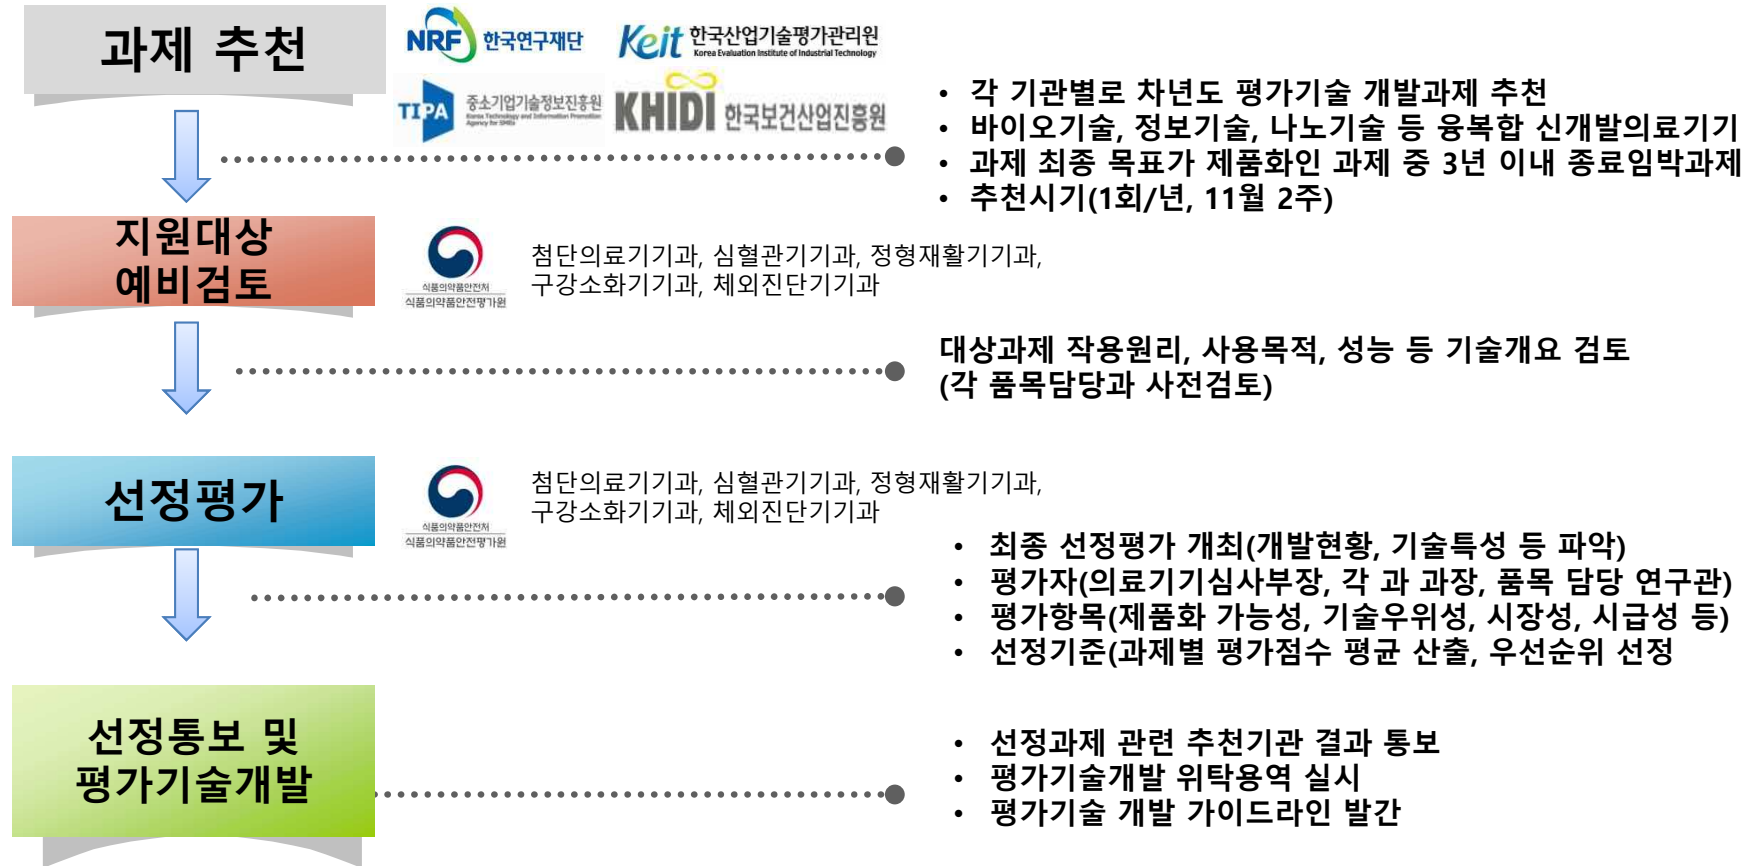 과제 추천
NRF 한국연구재단
Keit 한국산업기술평가관리원
Korea Evaluation Institute of Industrial Technology
TIPA 중소기업기술정보진흥원
Korea Technology and Information Promotion
Agency for SMEs
KHIDI 한국보건산업진흥원
• 각 기관별로 차년도 평가기술 개발과제 추천
• 바이오기술, 정보기술, 나노기술 등 융복합 신개발의료기기
• 과제 최종 목표가 제품화인 과제 중 3년 이내 종료임박과제
• 추천시기(1회/년, 11월 2주)
지원대상
예비검토
식품의약품안전처
식품의약품안전평가원
첨단의료기기과, 심혈관기기과, 정형재활기기과,
구강소화기기과, 체외진단기기과
대상과제 작용원리, 사용목적, 성능 등 기술개요 검토
(각 품목담당과 사전검토)
선정평가
식품의약품안전처
식품의약품안전평가원
첨단의료기기과, 심혈관기기과, 정형재활기기과,
구강소화기기과, 체외진단기기과
• 최종 선정평가 개최(개발현황, 기술특성 등 파악)
• 평가자(의료기기심사부장, 각 과 과장, 품목 담당 연구관)
• 평가항목(제품화 가능성, 기술우위성, 시장성, 시급성 등)
• 선정기준(과제별 평가점수 평균 산출, 우선순위 선정
선정통보 및
평가기술개발
• 선정과제 관련 추천기관 결과 통보
• 평가기술개발 위탁용역 실시
• 평가기술 개발 가이드라인 발간